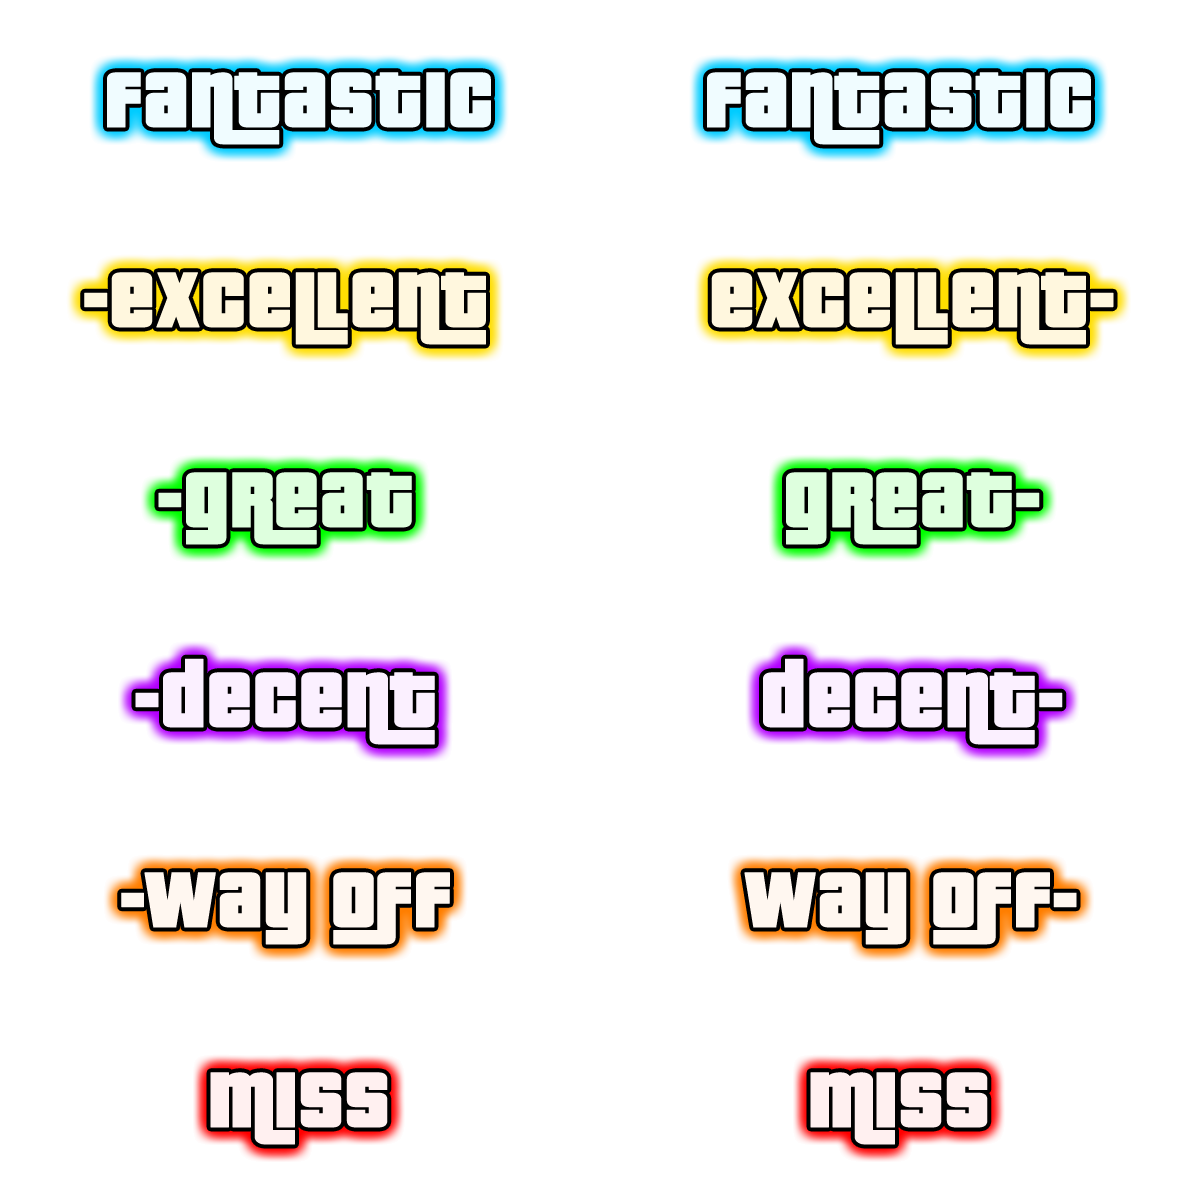 fantastic fantastic
-excellent excellent-
-great great-
-decent decent-
-way off way off-
miss miss